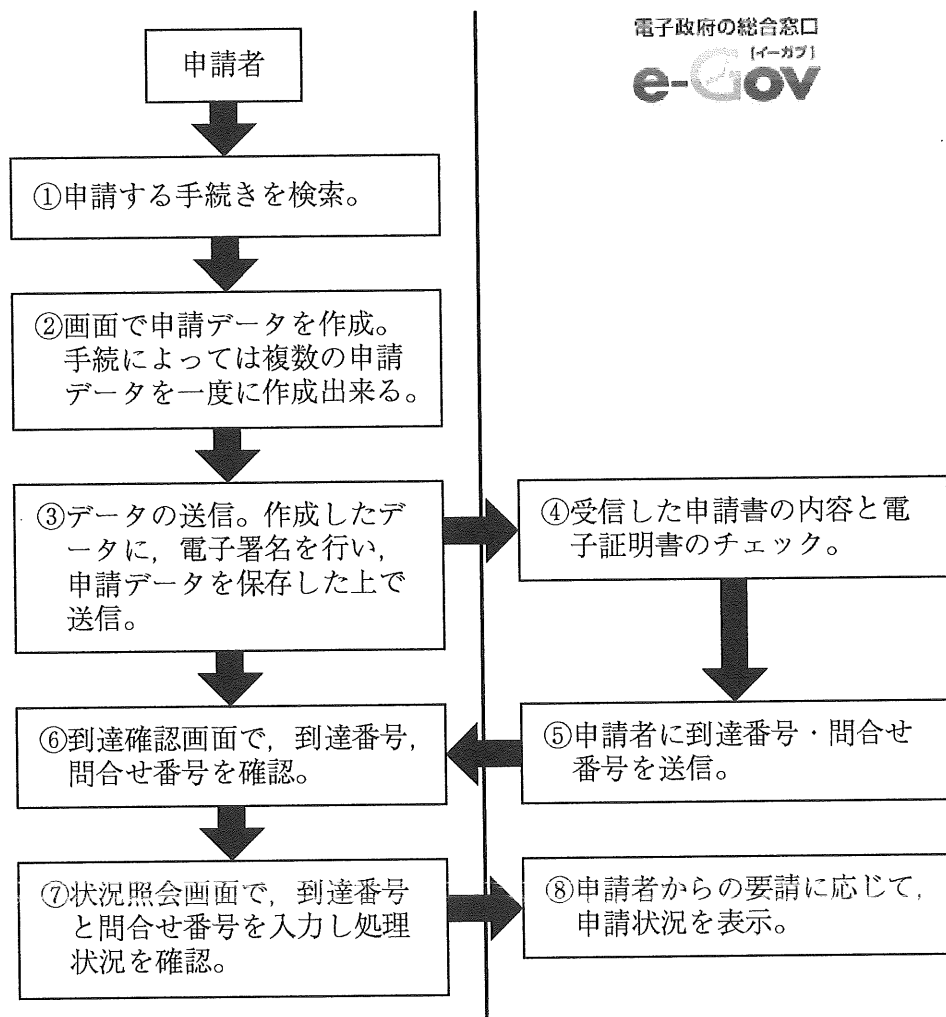 申請者
電子政府の総合窓口
[イーガブ]
e-Gov
①申請する手続きを検索。
②画面で申請データを作成。
手続によっては複数の申請
データを一度に作成出来る。
③データの送信。作成したデ
ータに，電子署名を行い，
申請データを保存した上で
送信。
④受信した申請書の内容と電
子証明書のチェック。
⑤申請者に到達番号・問合せ
番号を送信。
⑥到達確認画面で，到達番号，
問合せ番号を確認。
⑦状況照会画面で，到達番号
と問合せ番号を入力し処理
状況を確認。
⑧申請者からの要請に応じて，
申請状況を表示。